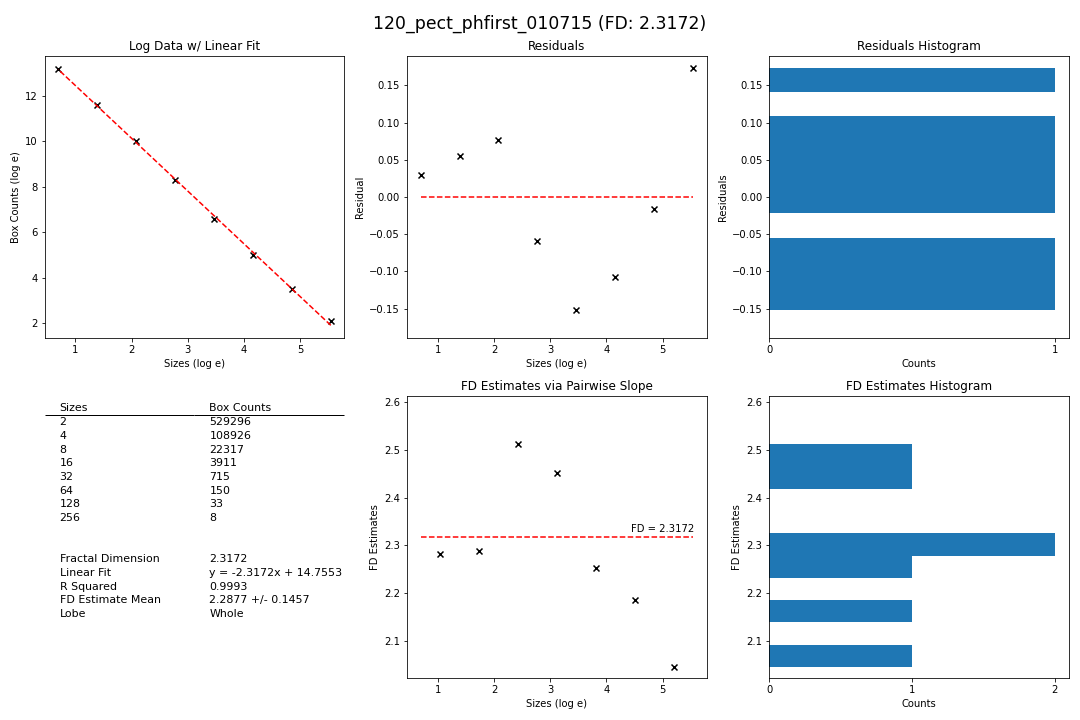 120_pect_phfirst_010715 (FD: 2.3172)
Log Data w/ Linear Fit
12
10
8
6
4
2
Box Counts (log e)
1 2 3 4 5
Sizes (log e)
Residuals
0.15
0.10
0.05
0.00
−0.05
−0.10
−0.15
Residual
1 2 3 4 5
Sizes (log e)
Residuals Histogram
0.15
0.10
0.05
0.00
−0.05
−0.10
−0.15
Residuals
0 1
Counts
Sizes Box Counts
2 529296
4 108926
8 22317
16 3911
32 715
64 150
128 33
256 8
Fractal Dimension 2.3172
Linear Fit y = -2.3172x + 14.7553
R Squared 0.9993
FD Estimate Mean 2.2877 +/- 0.1457
Lobe Whole
FD Estimates via Pairwise Slope
2.6
2.5
2.4
2.3
2.2
2.1
FD Estimates
FD = 2.3172
1 2 3 4 5
Sizes (log e)
FD Estimates Histogram
2.6
2.5
2.4
2.3
2.2
2.1
FD Estimates
0 1 2
Counts